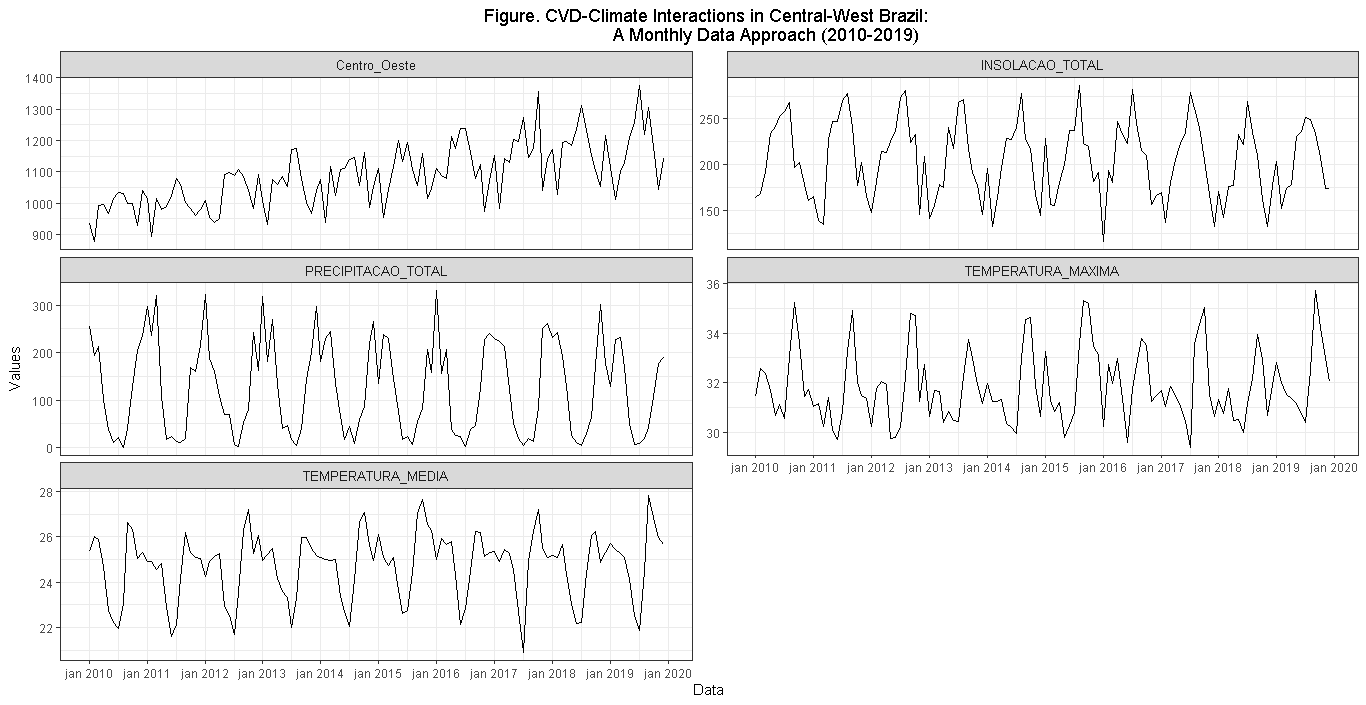 Figure. CVD-Climate Interactions in Central-West Brazil:
A Monthly Data Approach (2010-2019)
Centro_Oeste
1400
1300
1200
1100
1000
900
INSOLACAO_TOTAL
250
200
150
PRECIPITACAO_TOTAL
300
200
100
0
TEMPERATURA_MAXIMA
36
34
32
30
jan 2010 jan 2011 jan 2012 jan 2013 jan 2014 jan 2015 jan 2016 jan 2017 jan 2018 jan 2019 jan 2020
TEMPERATURA_MEDIA
28
26
24
22
jan 2010 jan 2011 jan 2012 jan 2013 jan 2014 jan 2015 jan 2016 jan 2017 jan 2018 jan 2019 jan 2020
Values
Data